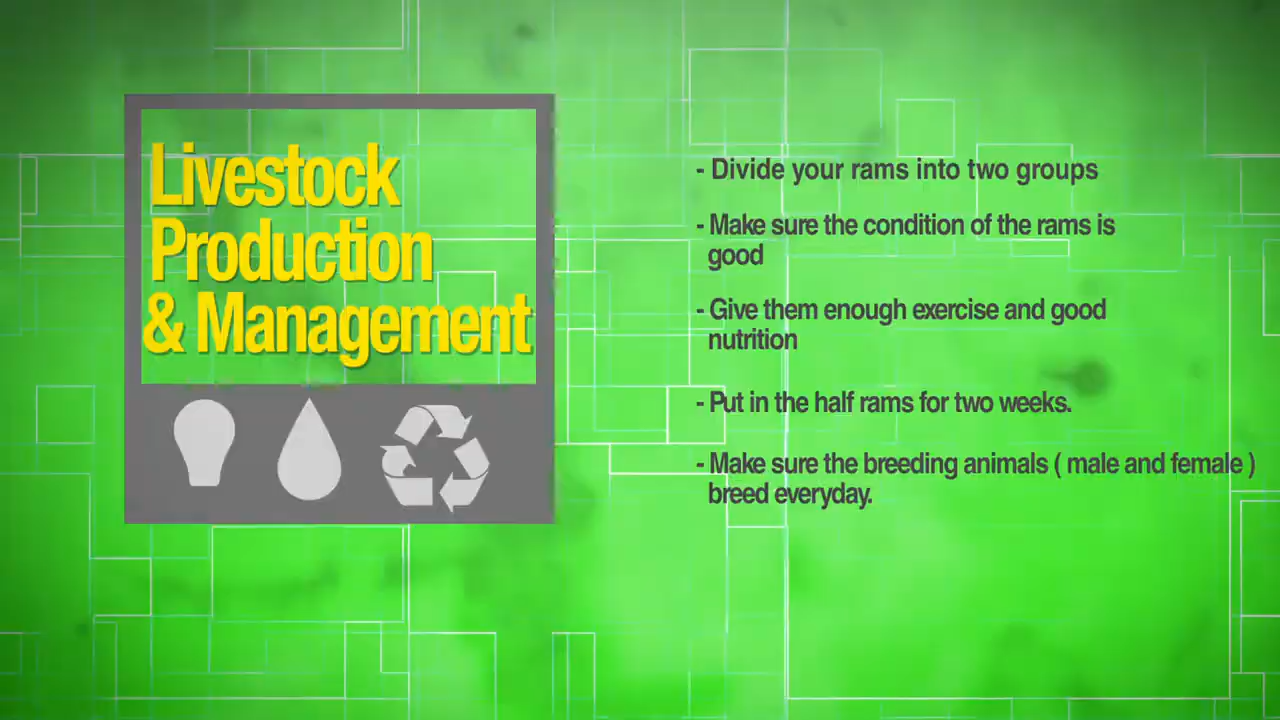 Livestock
Production
& Management
- Divide your rams into two groups
- Make sure the condition of the rams is
good
- Give them enough exercise and good
nutrition
- Put in the half rams for two weeks.
- Make sure the breeding animals ( male and female )
breed everyday.